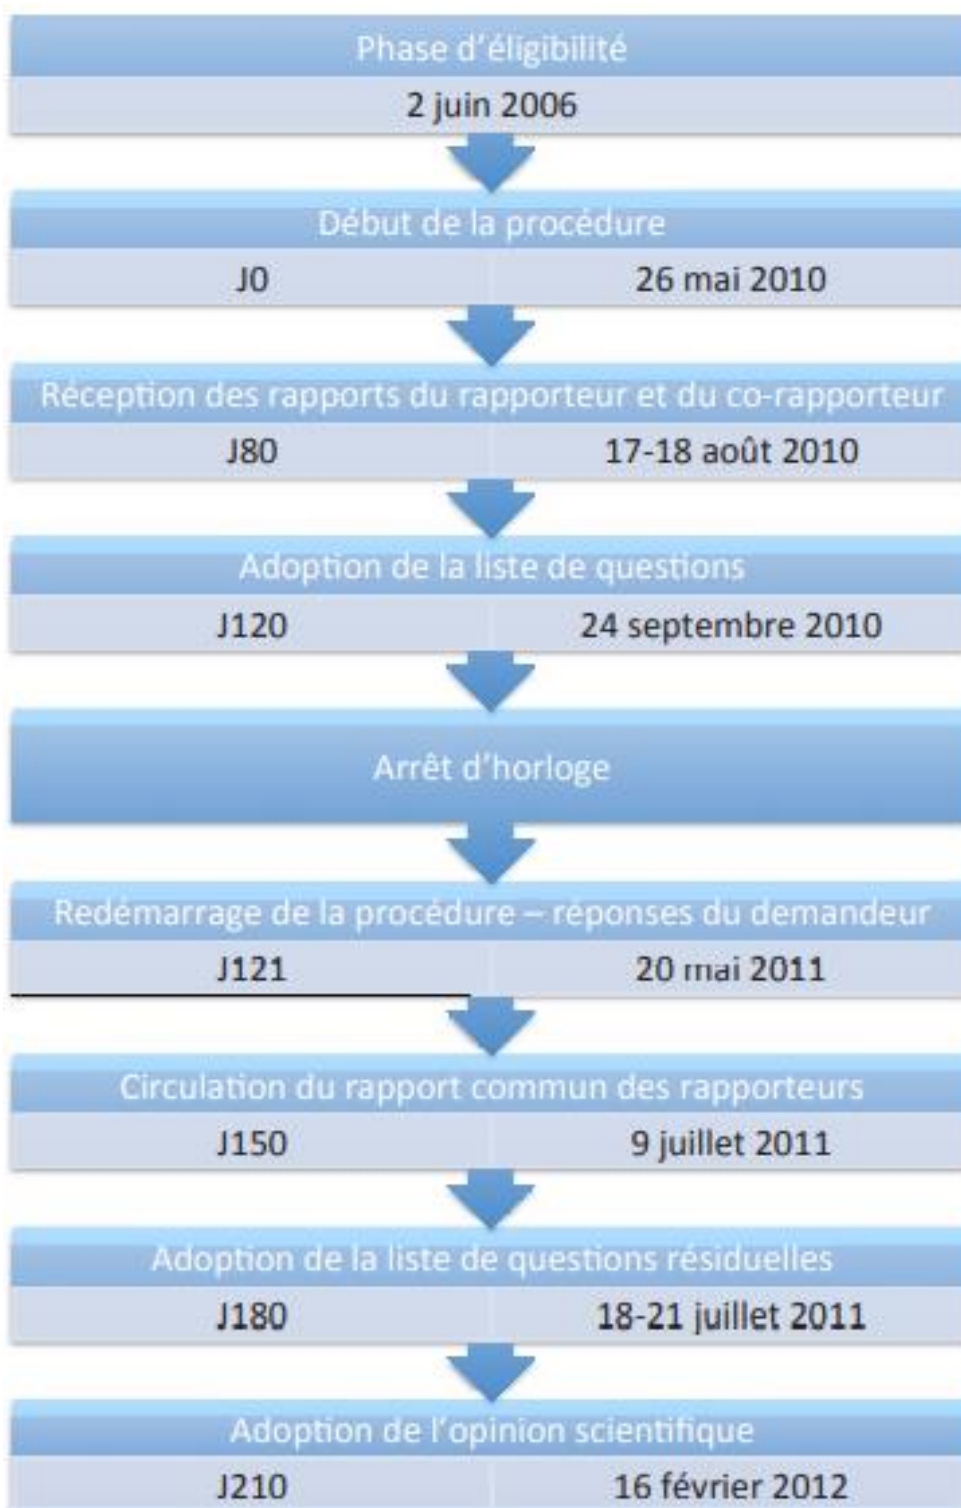 Phase d'éligibilité
2 juin 2006
Début de la procédure
J0 26 mai 2010
Réception des rapports du rapporteur et du co-rapporteur
J80 17-18 août 2010
Adoption de la liste de questions
J120 24 septembre 2010
Arrêt d'horloge
Redémarrage de la procédure – réponses du demandeur
J121 20 mai 2011
Circulation du rapport commun des rapporteurs
J150 9 juillet 2011
Adoption de la liste de questions résiduelles
J180 18-21 juillet 2011
Adoption de l'opinion scientifique
J210 16 février 2012